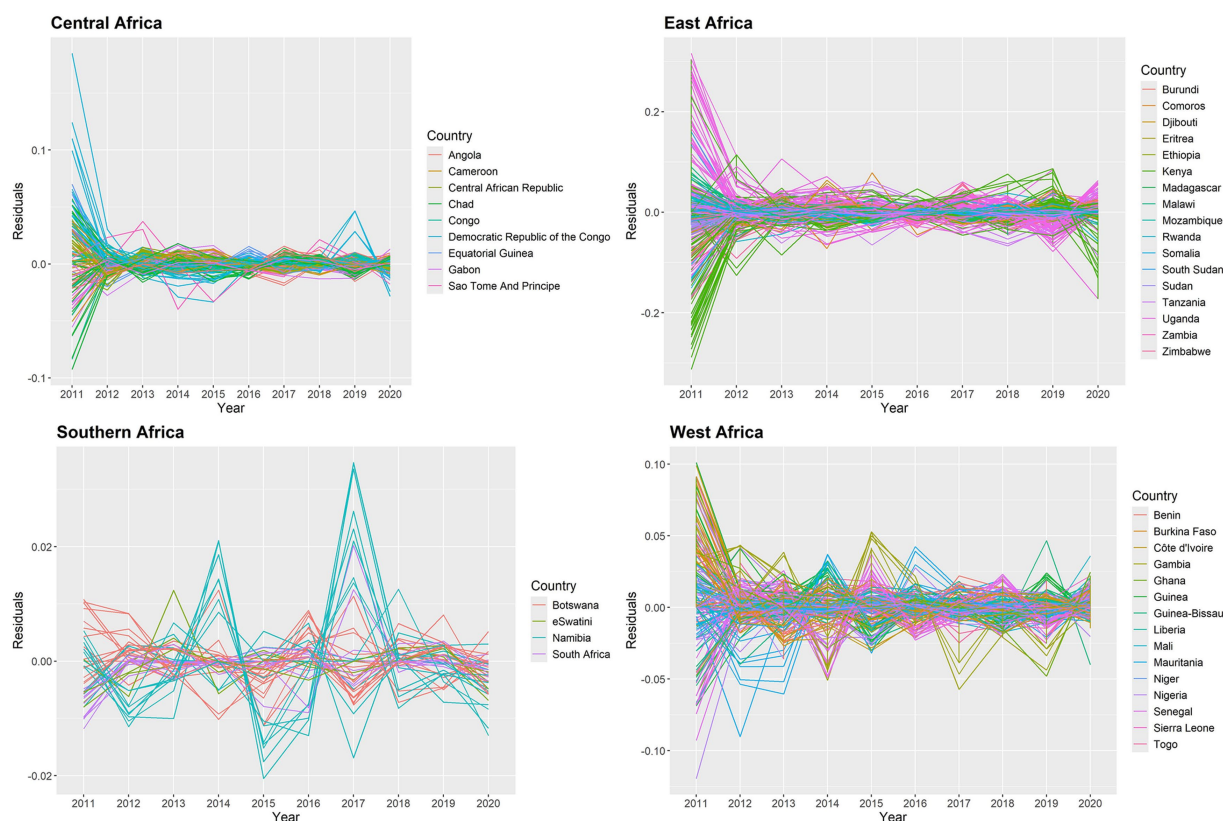 Central Africa
Residuals
0.1
0.0
-0.1
2011 2012 2013 2014 2015 2016 2017 2018 2019 2020
Year
Country
Angola
Cameroon
Central African Republic
Chad
Congo
Democratic Republic of the Congo
Equatorial Guinea
Gabon
Sao Tome And Principe
East Africa
Residuals
0.2
0.0
-0.2
2011 2012 2013 2014 2015 2016 2017 2018 2019 2020
Year
Country
Burundi
Comoros
Djibouti
Eritrea
Ethiopia
Kenya
Madagascar
Malawi
Mozambique
Rwanda
Somalia
South Sudan
Sudan
Tanzania
Uganda
Zambia
Zimbabwe
Southern Africa
Residuals
0.02
0.00
-0.02
2011 2012 2013 2014 2015 2016 2017 2018 2019 2020
Year
Country
Botswana
eSwatini
Namibia
South Africa
West Africa
Residuals
0.10
0.05
0.00
-0.05
-0.10
2011 2012 2013 2014 2015 2016 2017 2018 2019 2020
Year
Country
Benin
Burkina Faso
Côte d'Ivoire
Gambia
Ghana
Guinea
Guinea-Bissau
Liberia
Mali
Mauritania
Niger
Nigeria
Senegal
Sierra Leone
Togo